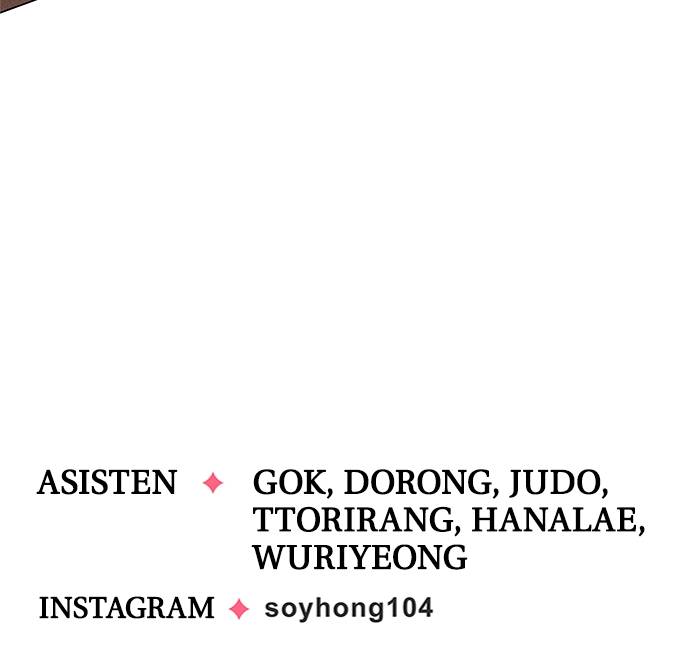 ASISTEN ✦ GOK, DORONG, JUDO,
TTORIRANG, HANALAE,
WURIYEONG
INSTAGRAM ✦ soyhong104